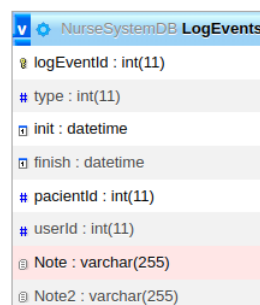 v NurseSystemDB LogEvents
logEventId : int(11)
# type : int(11)
init : datetime
finish : datetime
# pacientId : int(11)
# userId : int(11)
Note : varchar(255)
Note2 : varchar(255)